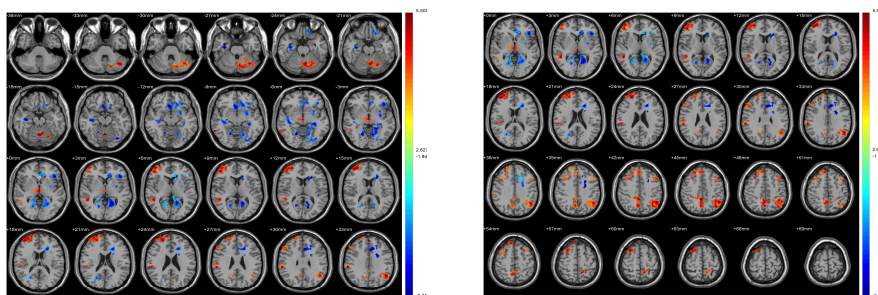 -36mm -33mm -30mm -27mm -24mm -21mm
-18mm -15mm -12mm -9mm -6mm -3mm
+0mm +3mm +6mm +9mm +12mm +15mm
+18mm +21mm +24mm +27mm +30mm +33mm
+0mm +3mm +6mm +9mm +12mm +15mm
+18mm +21mm +24mm +27mm +30mm +33mm
+36mm +39mm +42mm +45mm +48mm +51mm
+54mm +57mm +60mm +63mm +66mm +69mm